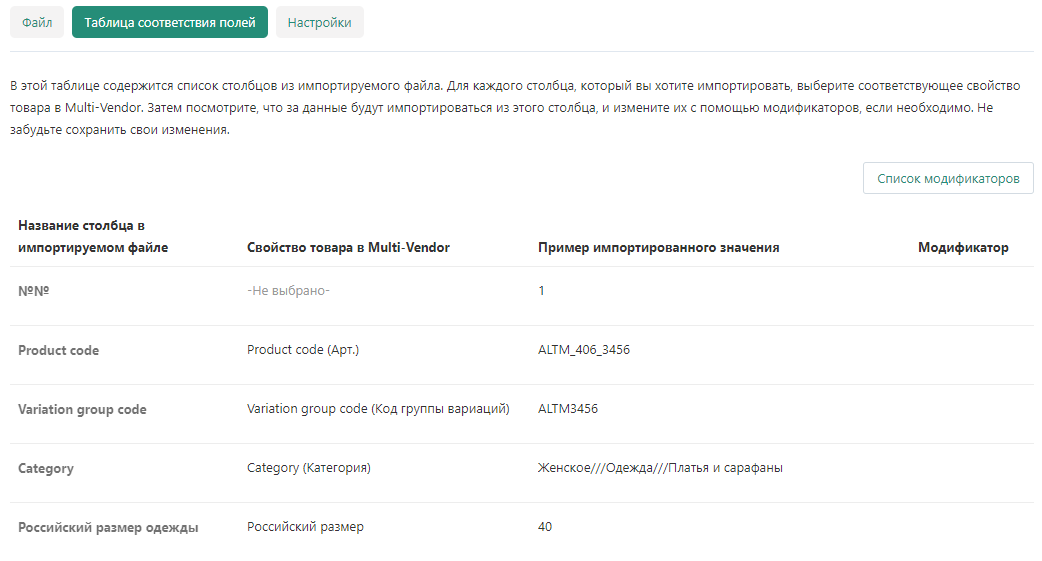 Файл Таблица соответствия полей Настройки
В этой таблице содержится список столбцов из импортируемого файла. Для каждого столбца, который вы хотите импортировать, выберите соответствующее свойство
товара в Multi-Vendor. Затем посмотрите, что за данные будут импортироваться из этого столбца, и измените их с помощью модификаторов, если необходимо. Не
забудьте сохранить свои изменения.
Список модификаторов
Название столбца в
импортируемом файле Свойство товара в Multi-Vendor Пример импортированного значения Модификатор
№№ -Не выбрано- 1
Product code Product code (Арт.) ALTM_406_3456
Variation group code Variation group code (Код группы вариаций) ALTM3456
Category Category (Категория) Женское///Одежда///Платья и сарафаны
Российский размер одежды Российский размер 40